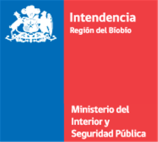 Intendencia
Región del Biobío
Ministerio del
Interior y
Seguridad Pública